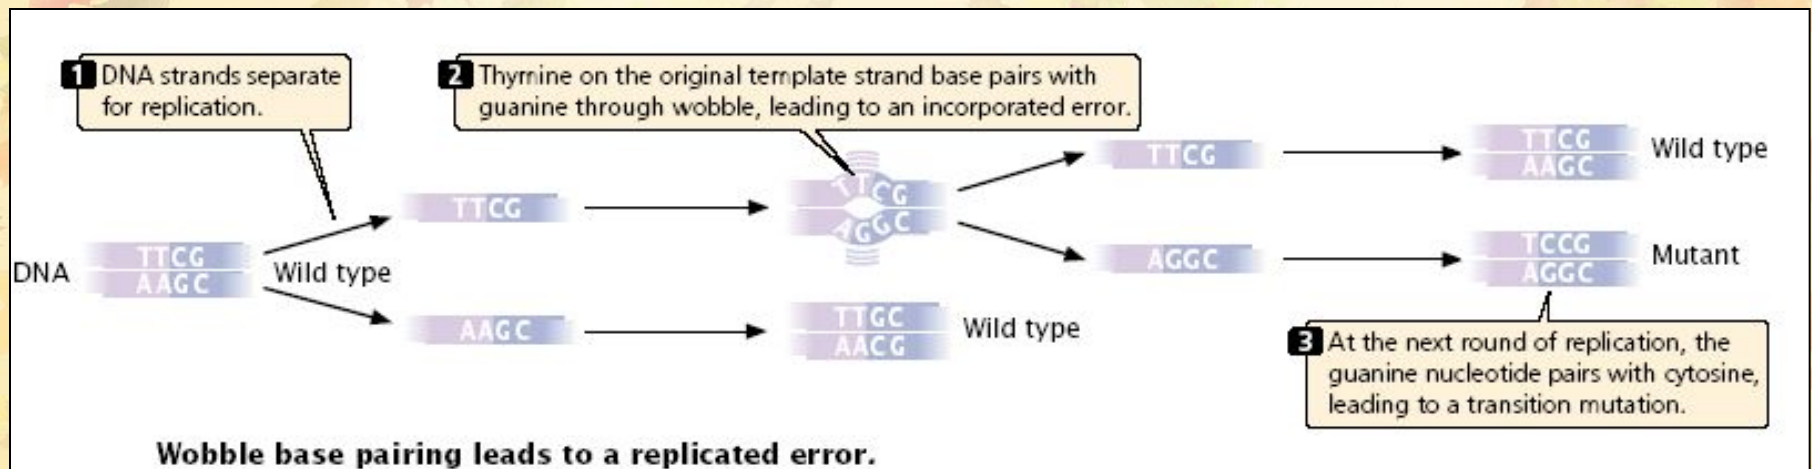 1 DNA strands separate
for replication.
2 Thymine on the original template strand base pairs with
guanine through wobble, leading to an incorporated error.
DNA
TTCG
AAGC
Wild type
TTCG
AAGC
TTCG
AGGC
TTGC
AACG
Wild type
TTCG
AGGC
TTCG
AAGC
Wild type
TCCG
AGGC
Mutant
3 At the next round of replication, the
guanine nucleotide pairs with cytosine,
leading to a transition mutation.
Wobble base pairing leads to a replicated error.